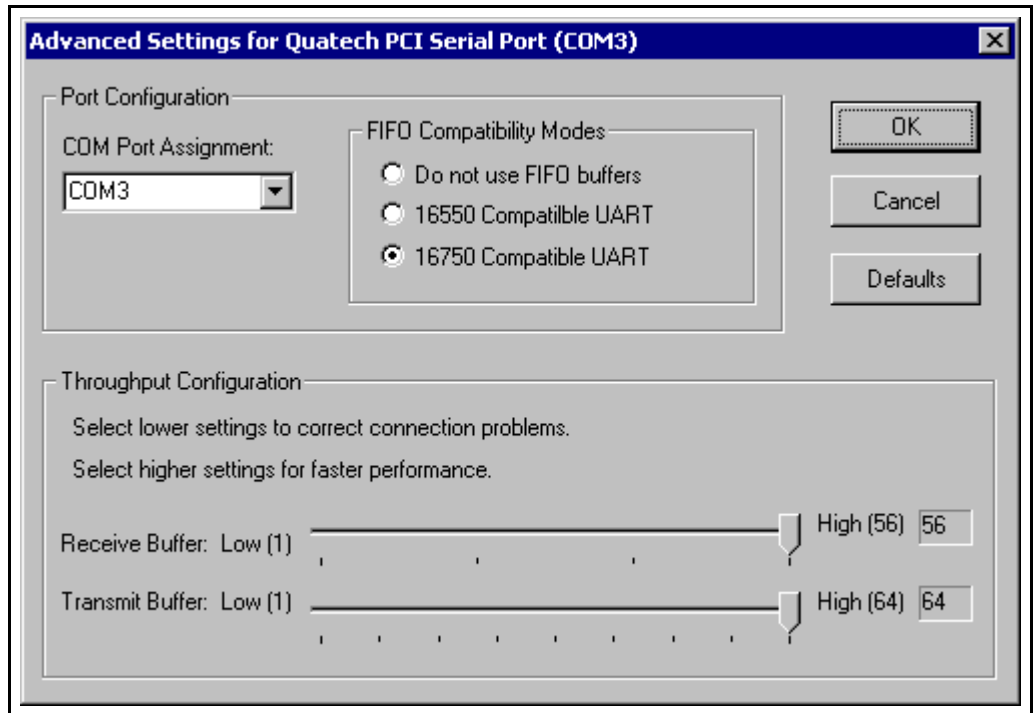 Advanced Settings for Quatech PCI Serial Port (COM3)
Port Configuration
COM Port Assignment:
COM3
FIFO Compatibility Modes
Do not use FIFO buffers
16550 Compatilble UART
16750 Compatible UART
OK
Cancel
Defaults
Throughput Configuration
Select lower settings to correct connection problems.
Select higher settings for faster performance.
Receive Buffer: Low (1) High (56) 56
Transmit Buffer: Low (1) High (64) 64